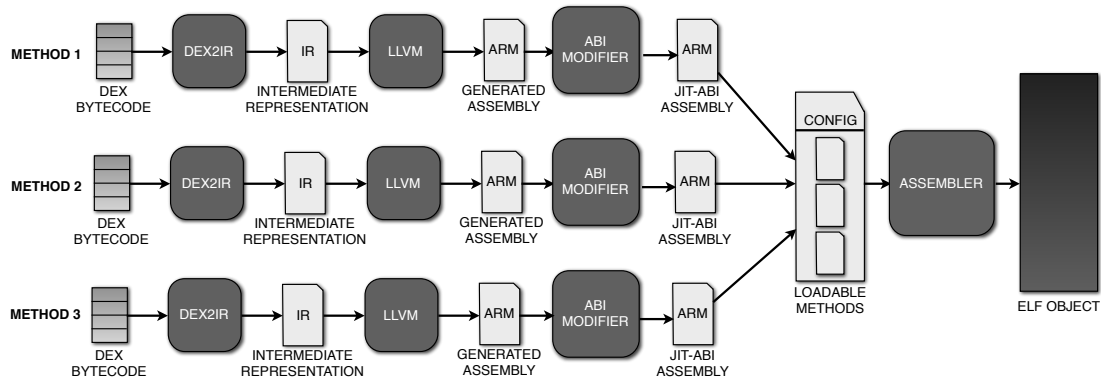 METHOD 1
DEX2IR
IR
LLVM
ARM
ABI
MODIFIER
ARM
DEX
BYTECODE
INTERMEDIATE
REPRESENTATION
GENERATED
ASSEMBLY
JIT-ABI
ASSEMBLY
METHOD 2
DEX2IR
IR
LLVM
ARM
ABI
MODIFIER
ARM
DEX
BYTECODE
INTERMEDIATE
REPRESENTATION
GENERATED
ASSEMBLY
JIT-ABI
ASSEMBLY
METHOD 3
DEX2IR
IR
LLVM
ARM
ABI
MODIFIER
ARM
DEX
BYTECODE
INTERMEDIATE
REPRESENTATION
GENERATED
ASSEMBLY
JIT-ABI
ASSEMBLY
CONFIG
LOADABLE
METHODS
ASSEMBLER
ELF OBJECT